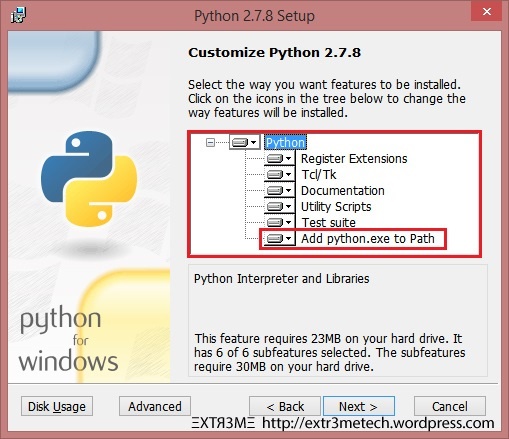 Python 2.7.8 Setup
Customize Python 2.7.8
Select the way you want features to be installed.
Click on the icons in the tree below to change the
way features will be installed.
Python
Register Extensions
Tcl/Tk
Documentation
Utility Scripts
Test suite
Add python.exe to Path
Python Interpreter and Libraries
This feature requires 23MB on your hard drive. It
has 6 of 6 subfeatures selected. The subfeatures
require 30MB on your hard drive.
python
for
windows
Disk Usage
Advanced
< Back
Next >
Cancel
ΞXTЯ3MΞ http://extr3metech.wordpress.com